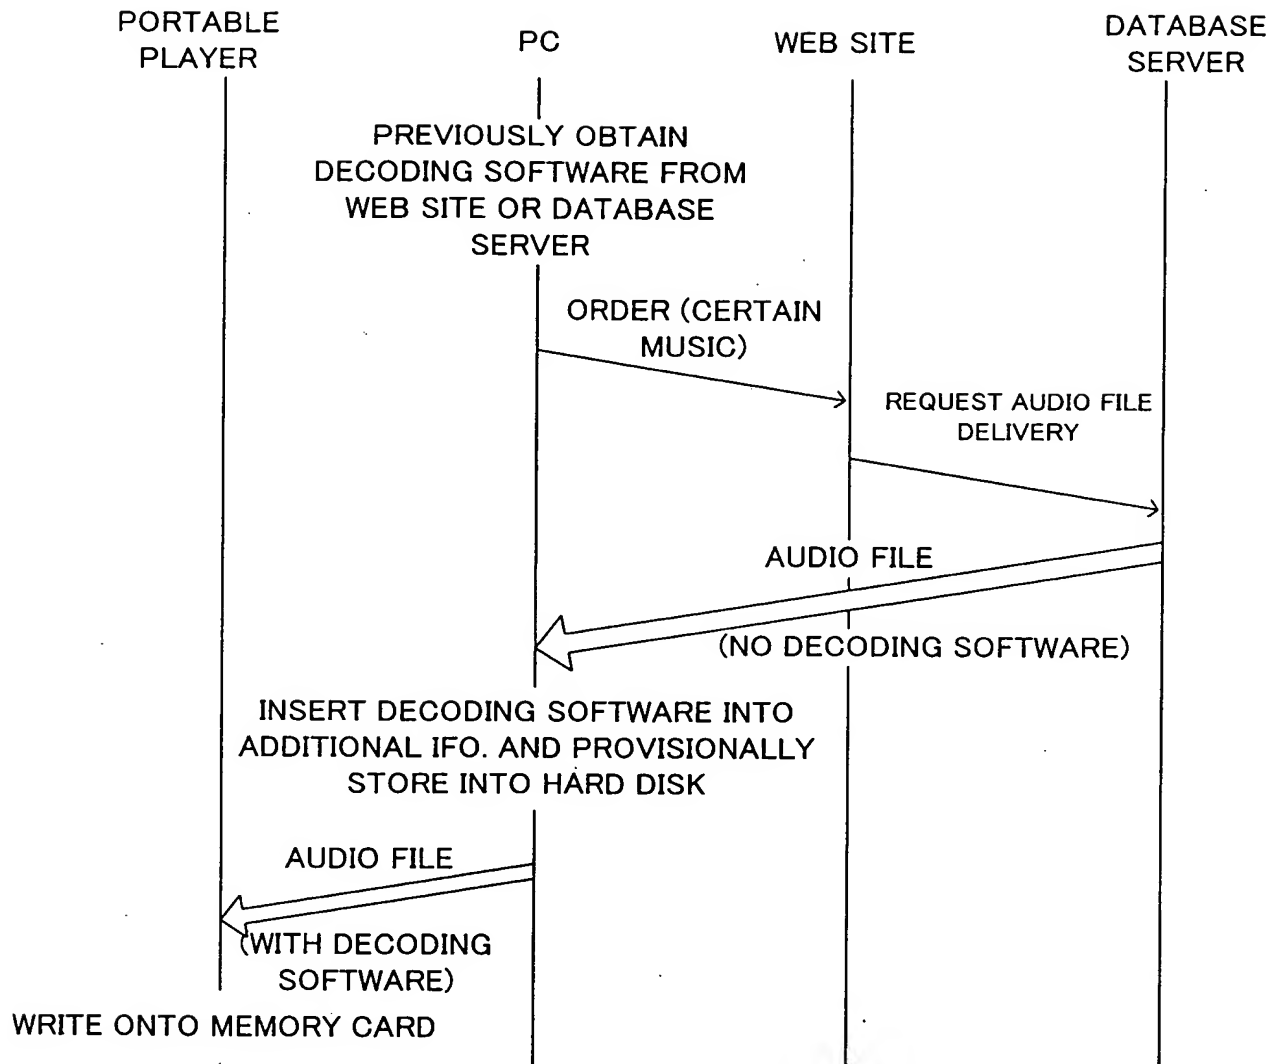 PORTABLE
PLAYER
PC
WEB SITE
DATABASE
SERVER
PREVIOUSLY OBTAIN
DECODING SOFTWARE FROM
WEB SITE OR DATABASE
SERVER
ORDER (CERTAIN
MUSIC)
REQUEST AUDIO FILE
DELIVERY
AUDIO FILE
(NO DECODING SOFTWARE)
INSERT DECODING SOFTWARE INTO
ADDITIONAL IFO. AND PROVISIONALLY
STORE INTO HARD DISK
AUDIO FILE
(WITH DECODING
SOFTWARE)
WRITE ONTO MEMORY CARD